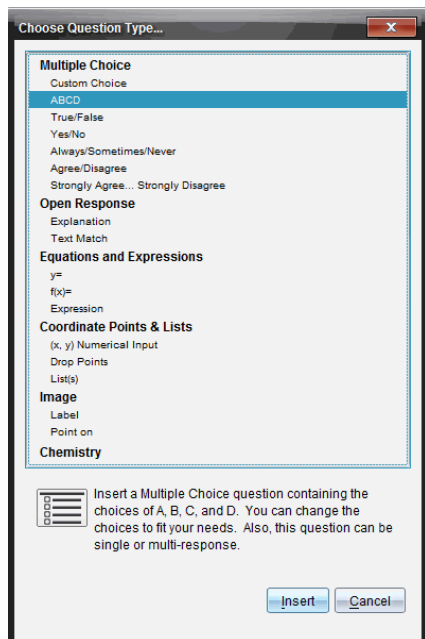 Choose Question Type...
Multiple Choice
Custom Choice
ABCD
True/False
Yes/No
Always/Sometimes/Never
Agree/Disagree
Strongly Agree... Strongly Disagree
Open Response
Explanation
Text Match
Equations and Expressions
y=
f(x)=
Expression
Coordinate Points & Lists
(x, y) Numerical Input
Drop Points
List(s)
Image
Label
Point on
Chemistry
Insert a Multiple Choice question containing the
choices of A, B, C, and D. You can change the
choices to fit your needs. Also, this question can be
single or multi-response.
Insert Cancel